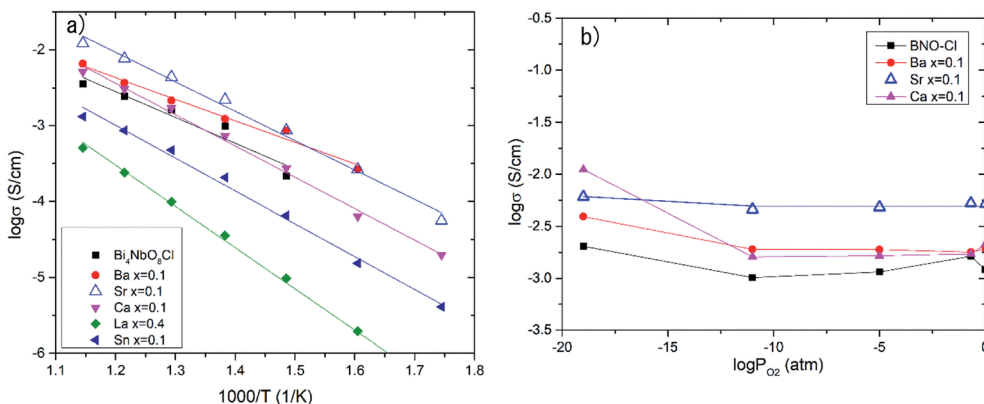 a)
-2
-3
-4
-5
-6
logσ (S/cm)
Bi₄NbO₈Cl
Ba x=0.1
Sr x=0.1
Ca x=0.1
La x=0.4
Sn x=0.1
1.1 1.2 1.3 1.4 1.5 1.6 1.7 1.8
1000/T (1/K)
b)
-0.5
-1.0
-1.5
-2.0
-2.5
-3.0
-3.5
logσ (S/cm)
BNO-Cl
Ba x=0.1
Sr x=0.1
Ca x=0.1
-20 -15 -10 -5 0
logP_O2 (atm)